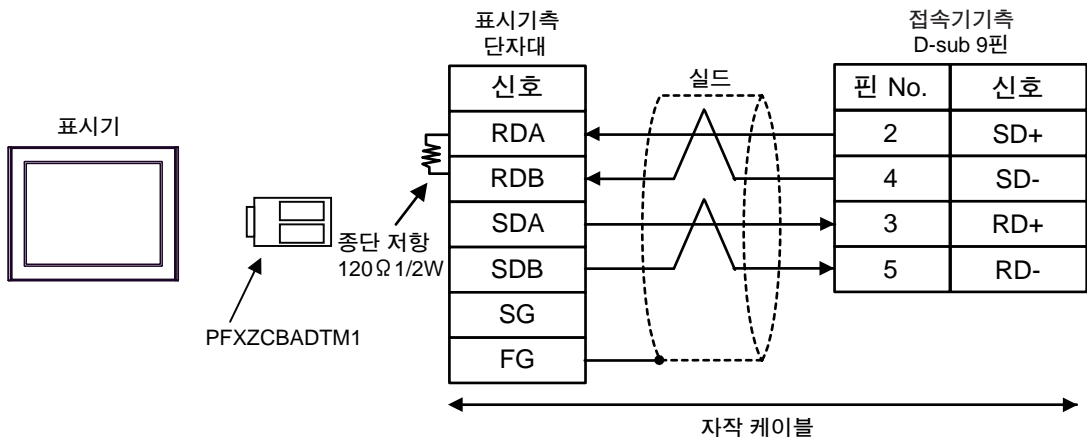 표시기
PFXZCBADTM1
종단 저항
120Ω1/2W
표시기측
단자대
신호
RDA
RDB
SDA
SDB
SG
FG
실드
접속기기측
D-sub 9핀
핀 No. 신호
2 SD+
4 SD-
3 RD+
5 RD-
자작 케이블